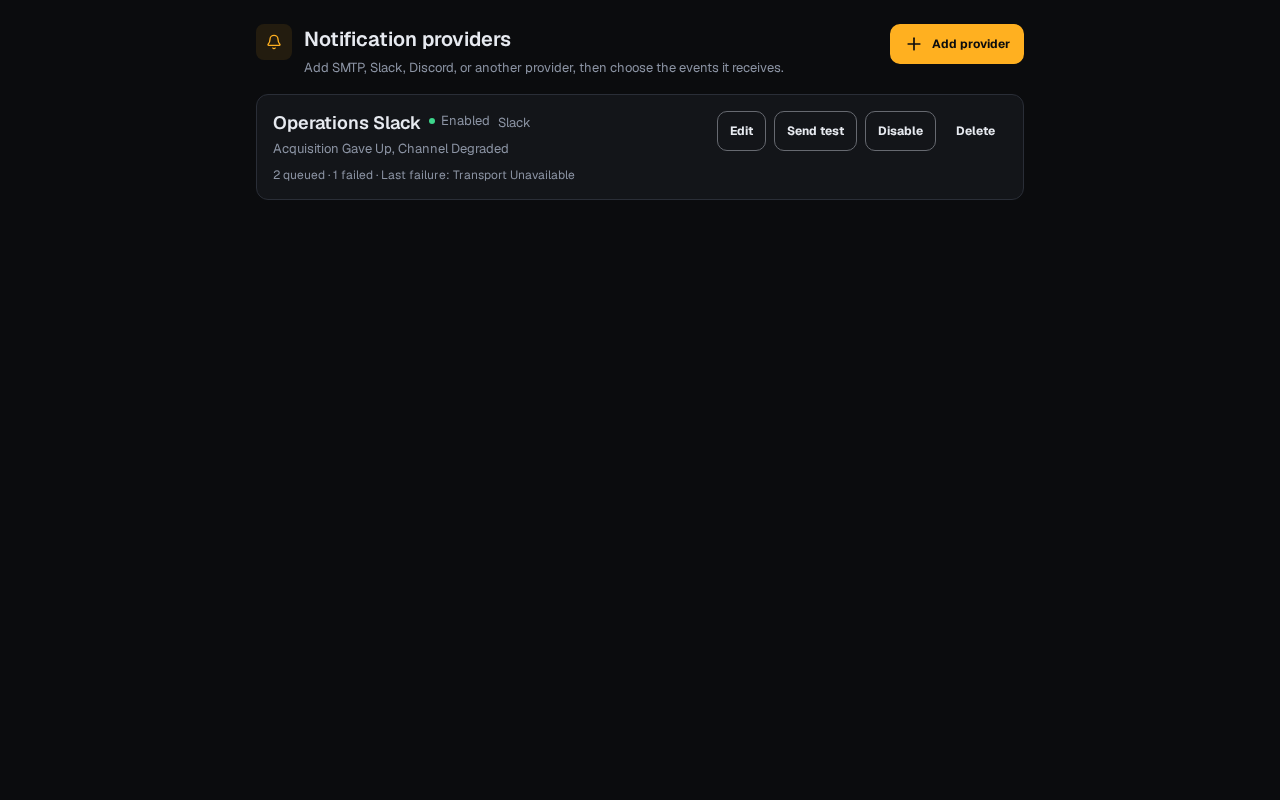 Notification providers
Add provider
Add SMTP, Slack, Discord, or another provider, then choose the events it receives.
Operations Slack Enabled Slack
Edit Send test Disable Delete
Acquisition Gave Up, Channel Degraded
2 queued · 1 failed · Last failure: Transport Unavailable